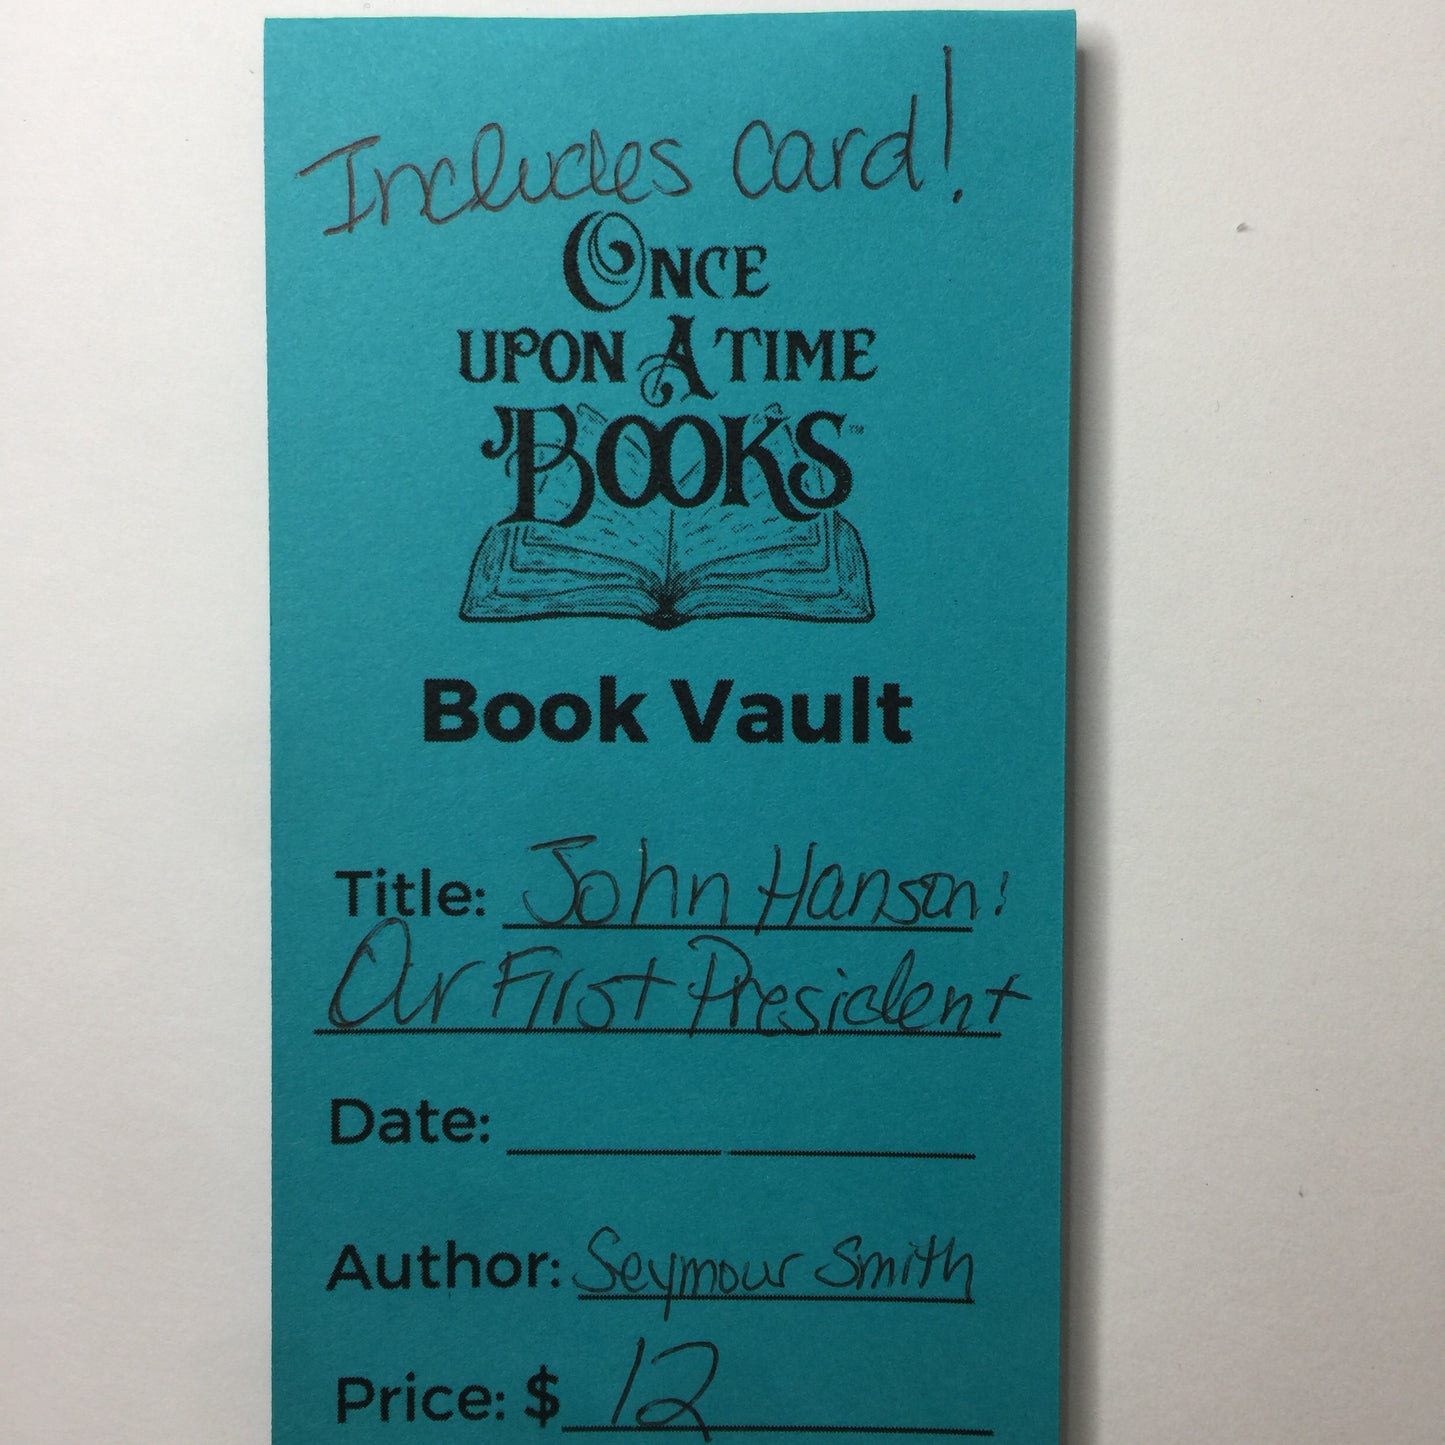 Includes card!
ONCE
UPON A TIME
BOOKS™
Book Vault
Title: John Hanson:
Our First President
Date:
Author: Seymour Smith
Price: $ 12